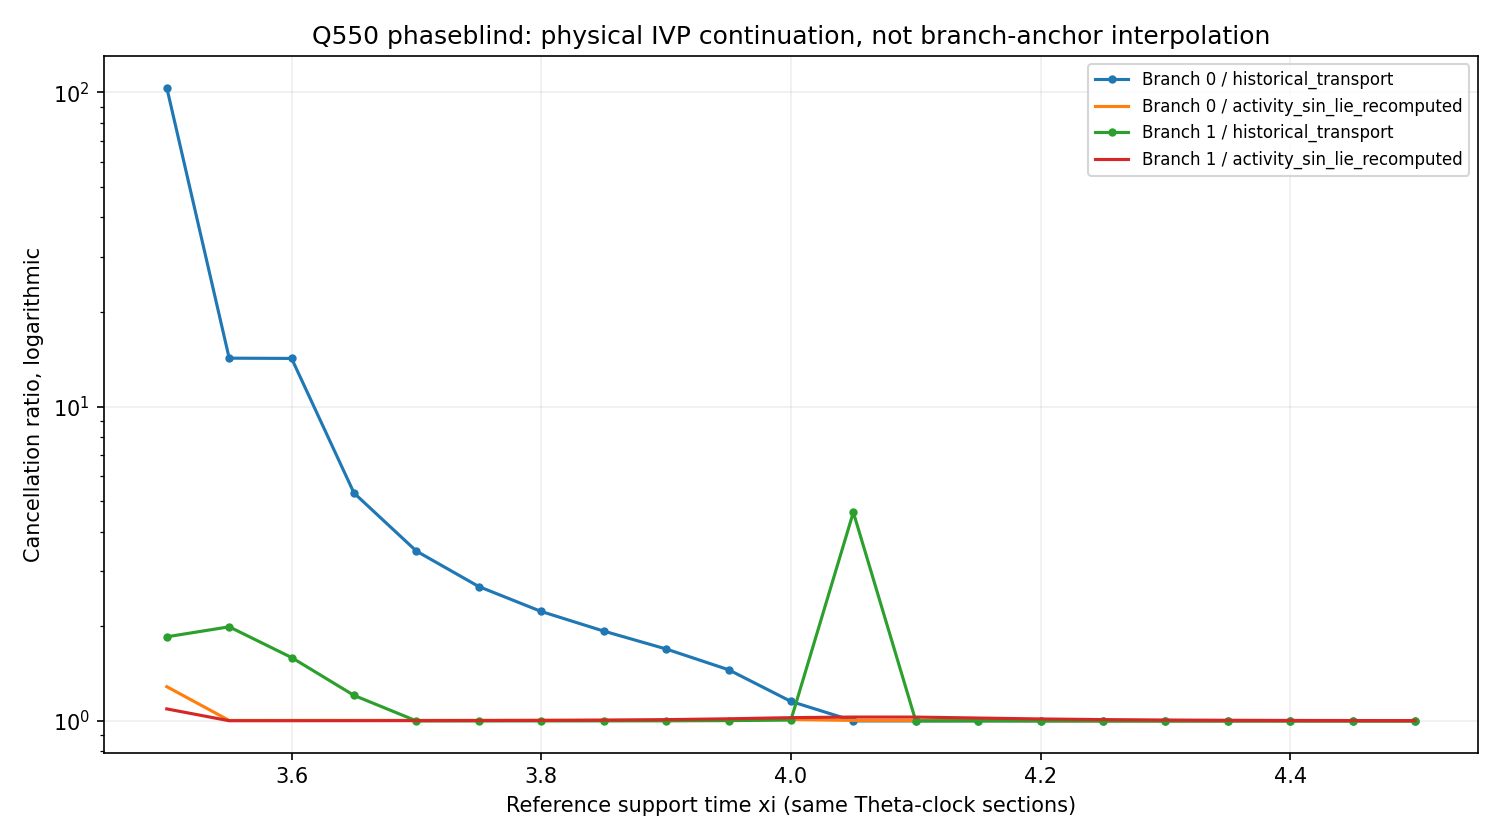 Q550 phaseblind: physical IVP continuation, not branch-anchor interpolation
Branch 0 / historical_transport
Branch 0 / activity_sin_lie_recomputed
Branch 1 / historical_transport
Branch 1 / activity_sin_lie_recomputed
Cancellation ratio, logarithmic
10²
10¹
10⁰
3.6 3.8 4.0 4.2 4.4
Reference support time xi (same Theta-clock sections)